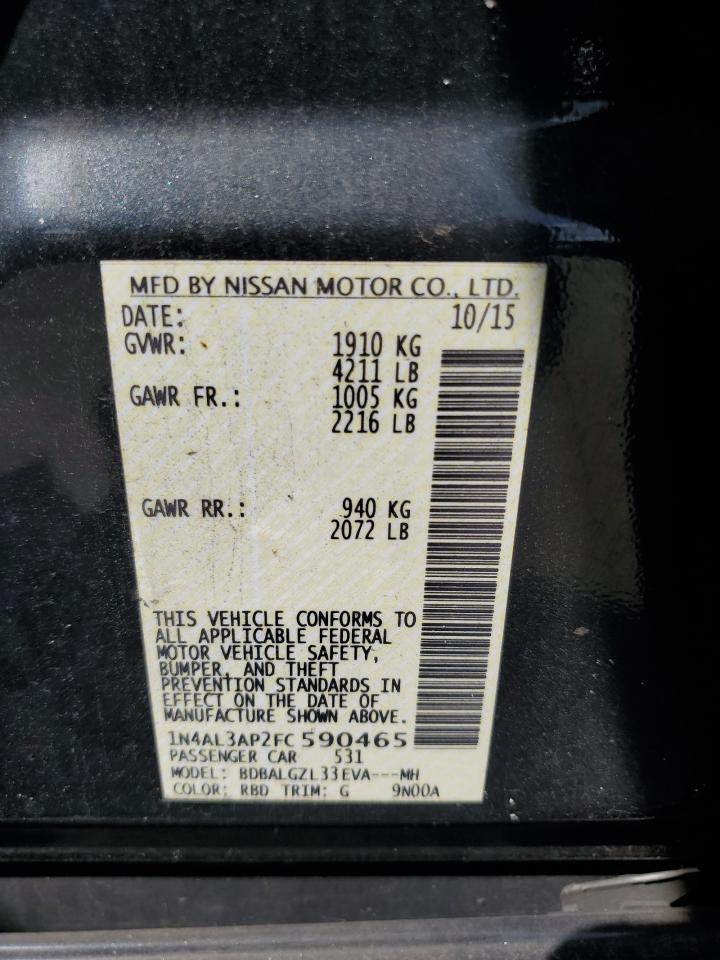 MFD BY NISSAN MOTOR CO., LTD.
DATE: 10/15
GVWR: 1910 KG
4211 LB
GAWR FR.: 1005 KG
2216 LB
GAWR RR.: 940 KG
2072 LB
THIS VEHICLE CONFORMS TO
ALL APPLICABLE FEDERAL
MOTOR VEHICLE SAFETY,
BUMPER, AND THEFT
PREVENTION STANDARDS IN
EFFECT ON THE DATE OF
MANUFACTURE SHOWN ABOVE.
1N4AL3AP2FC590465
PASSENGER CAR 531
MODEL: BDBALGZL33EVA---MH
COLOR: RBD TRIM: G 9N00A